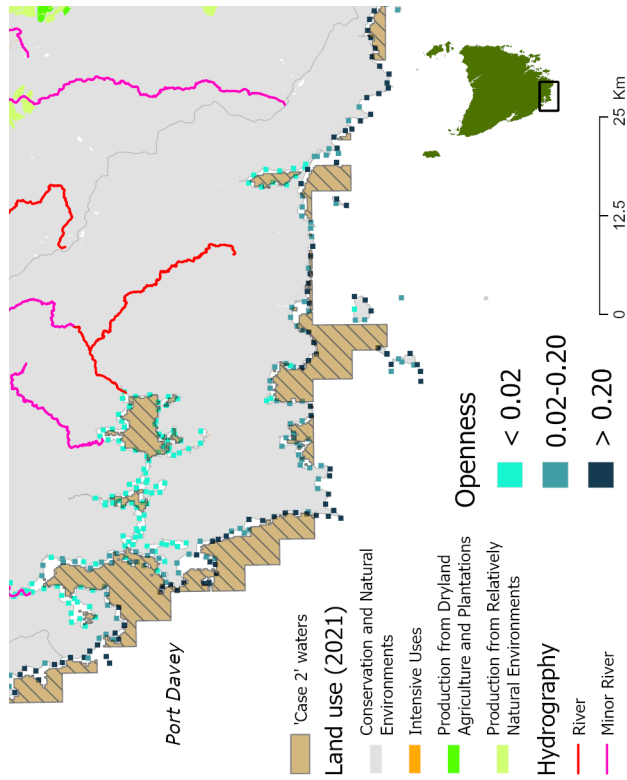 Port Davey
'Case 2' waters
Land use (2021)
Conservation and Natural
Environments
Intensive Uses
Production from Dryland
Agriculture and Plantations
Production from Relatively
Natural Environments
Hydrography
River
Minor River
Openness
< 0.02
0.02-0.20
> 0.20
0 12.5 25 Km